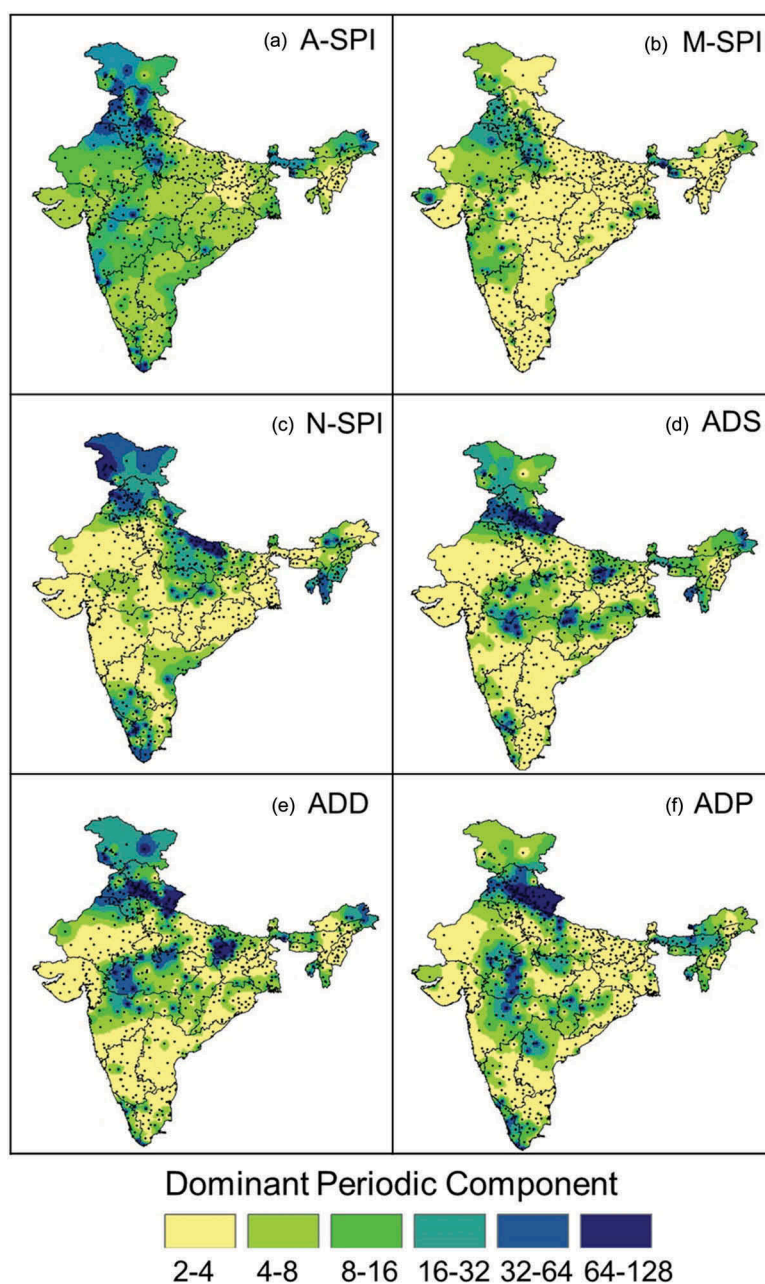 (a) A-SPI
(b) M-SPI
(c) N-SPI
(d) ADS
(e) ADD
(f) ADP
Dominant Periodic Component
2-4 4-8 8-16 16-32 32-64 64-128